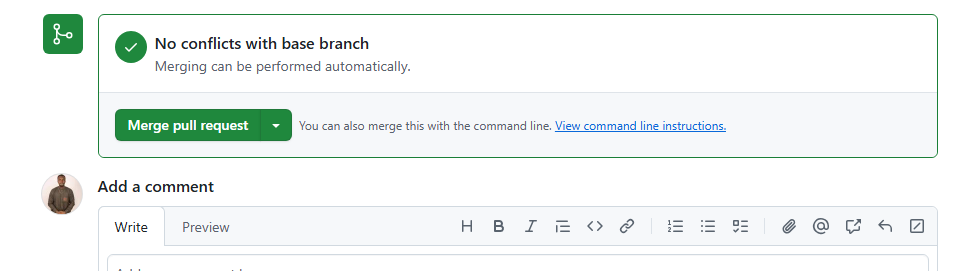 No conflicts with base branch
Merging can be performed automatically.
Merge pull request
You can also merge this with the command line. View command line instructions.
Add a comment
Write Preview